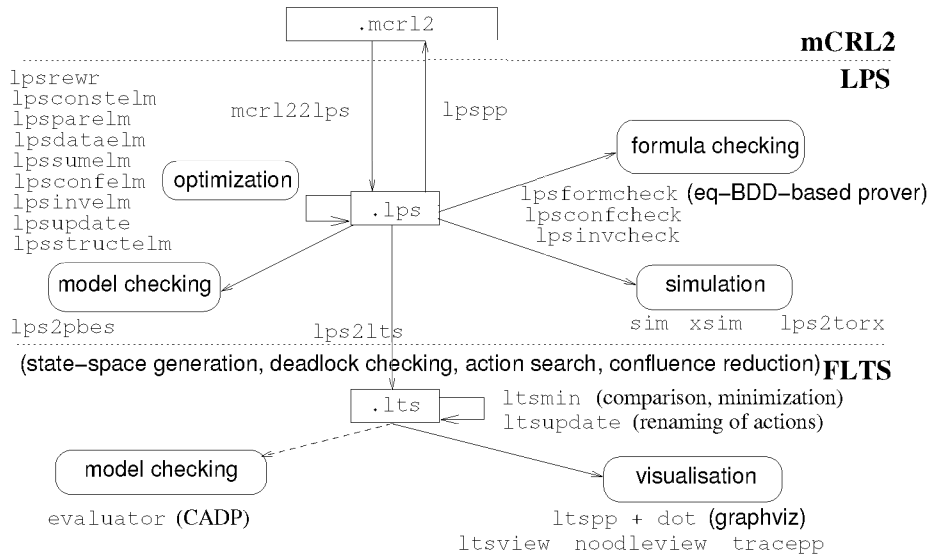 .mcrl2
mCRL2
LPS
lpsrewr
lpsconstelm
lpsparelm
lpsdataelm
lpssumelm
lpsconfelm
lpsinvelm
lpsupdate
lpsstructelm
mcrl22lps
lpspp
optimization
.lps
formula checking
lpsformcheck (eq−BDD−based prover)
lpsconfcheck
lpsinvcheck
model checking
lps2pbes
lps2lts
simulation
sim xsim lps2torx
(state−space generation, deadlock checking, action search, confluence reduction)
FLTS
.lts
ltsmin (comparison, minimization)
ltsupdate (renaming of actions)
model checking
evaluator (CADP)
visualisation
ltspp + dot (graphviz)
ltsview noodleview tracepp